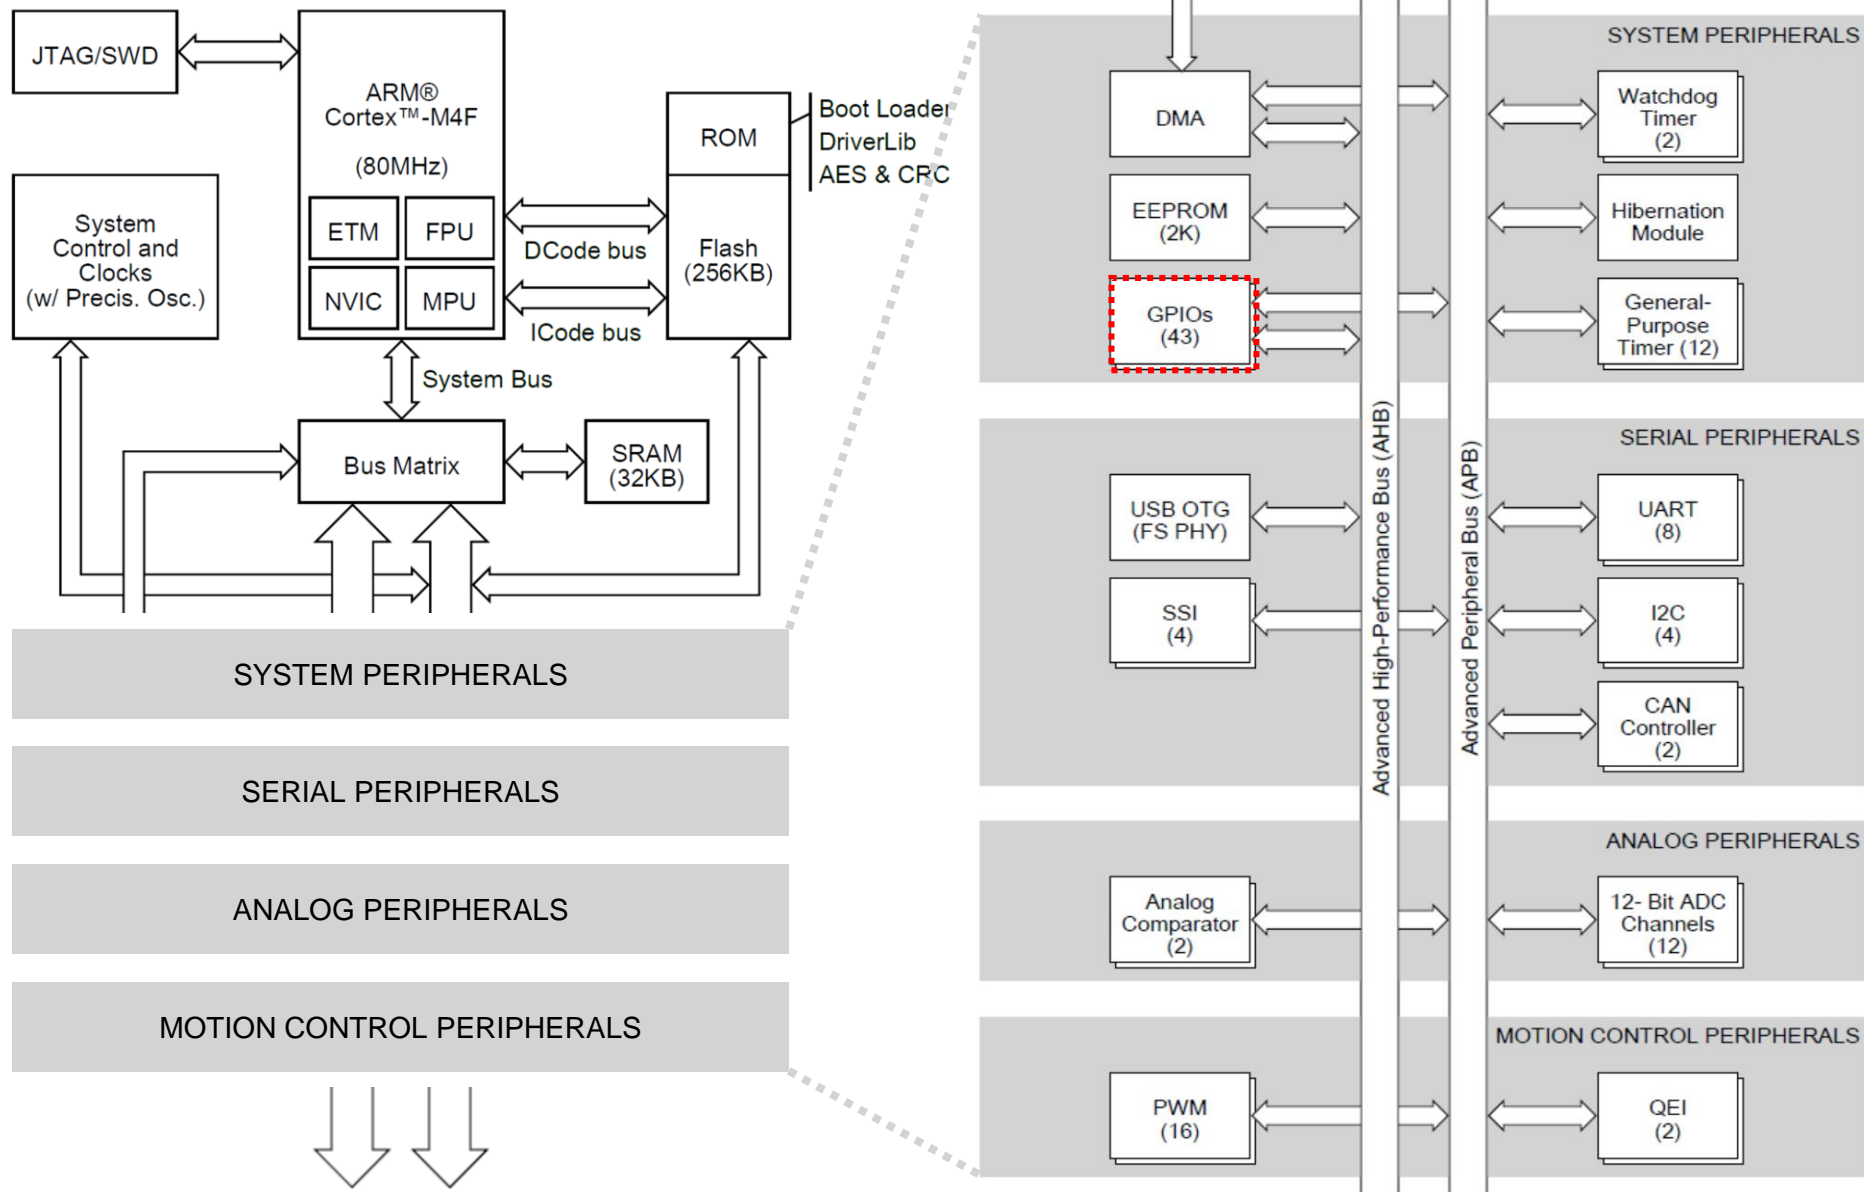 JTAG/SWD
ARM®
Cortex™-M4F
(80MHz)
ETM
FPU
NVIC
MPU
System
Control and
Clocks
(w/ Precis. Osc.)
ROM
Boot Loader
DriverLib
AES & CRC
Flash
(256KB)
DCode bus
ICode bus
System Bus
Bus Matrix
SRAM
(32KB)
SYSTEM PERIPHERALS
SERIAL PERIPHERALS
ANALOG PERIPHERALS
MOTION CONTROL PERIPHERALS
SYSTEM PERIPHERALS
DMA
Watchdog
Timer
(2)
EEPROM
(2K)
Hibernation
Module
GPIOs
(43)
General-
Purpose
Timer (12)
Advanced High-Performance Bus (AHB)
Advanced Peripheral Bus (APB)
SERIAL PERIPHERALS
USB OTG
(FS PHY)
UART
(8)
SSI
(4)
I2C
(4)
CAN
Controller
(2)
ANALOG PERIPHERALS
Analog
Comparator
(2)
12- Bit ADC
Channels
(12)
MOTION CONTROL PERIPHERALS
PWM
(16)
QEI
(2)